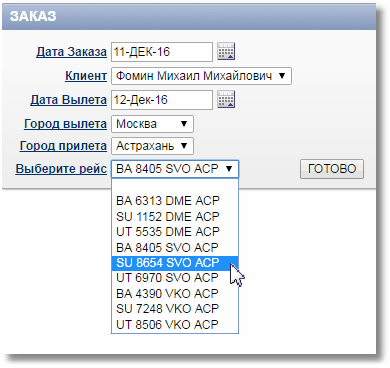 ЗАКАЗ
Дата Заказа 11-ДЕК-16
Клиент Фомин Михаил Михайлович
Дата Вылета 12-Дек-16
Город вылета Москва
Город прилета Астрахань
Выберите рейс BA 8405 SVO ACP ГОТОВО
BA 6313 DME ACP
SU 1152 DME ACP
UT 5535 DME ACP
BA 8405 SVO ACP
SU 8654 SVO ACP
UT 6970 SVO ACP
BA 4390 VKO ACP
SU 7248 VKO ACP
UT 8506 VKO ACP